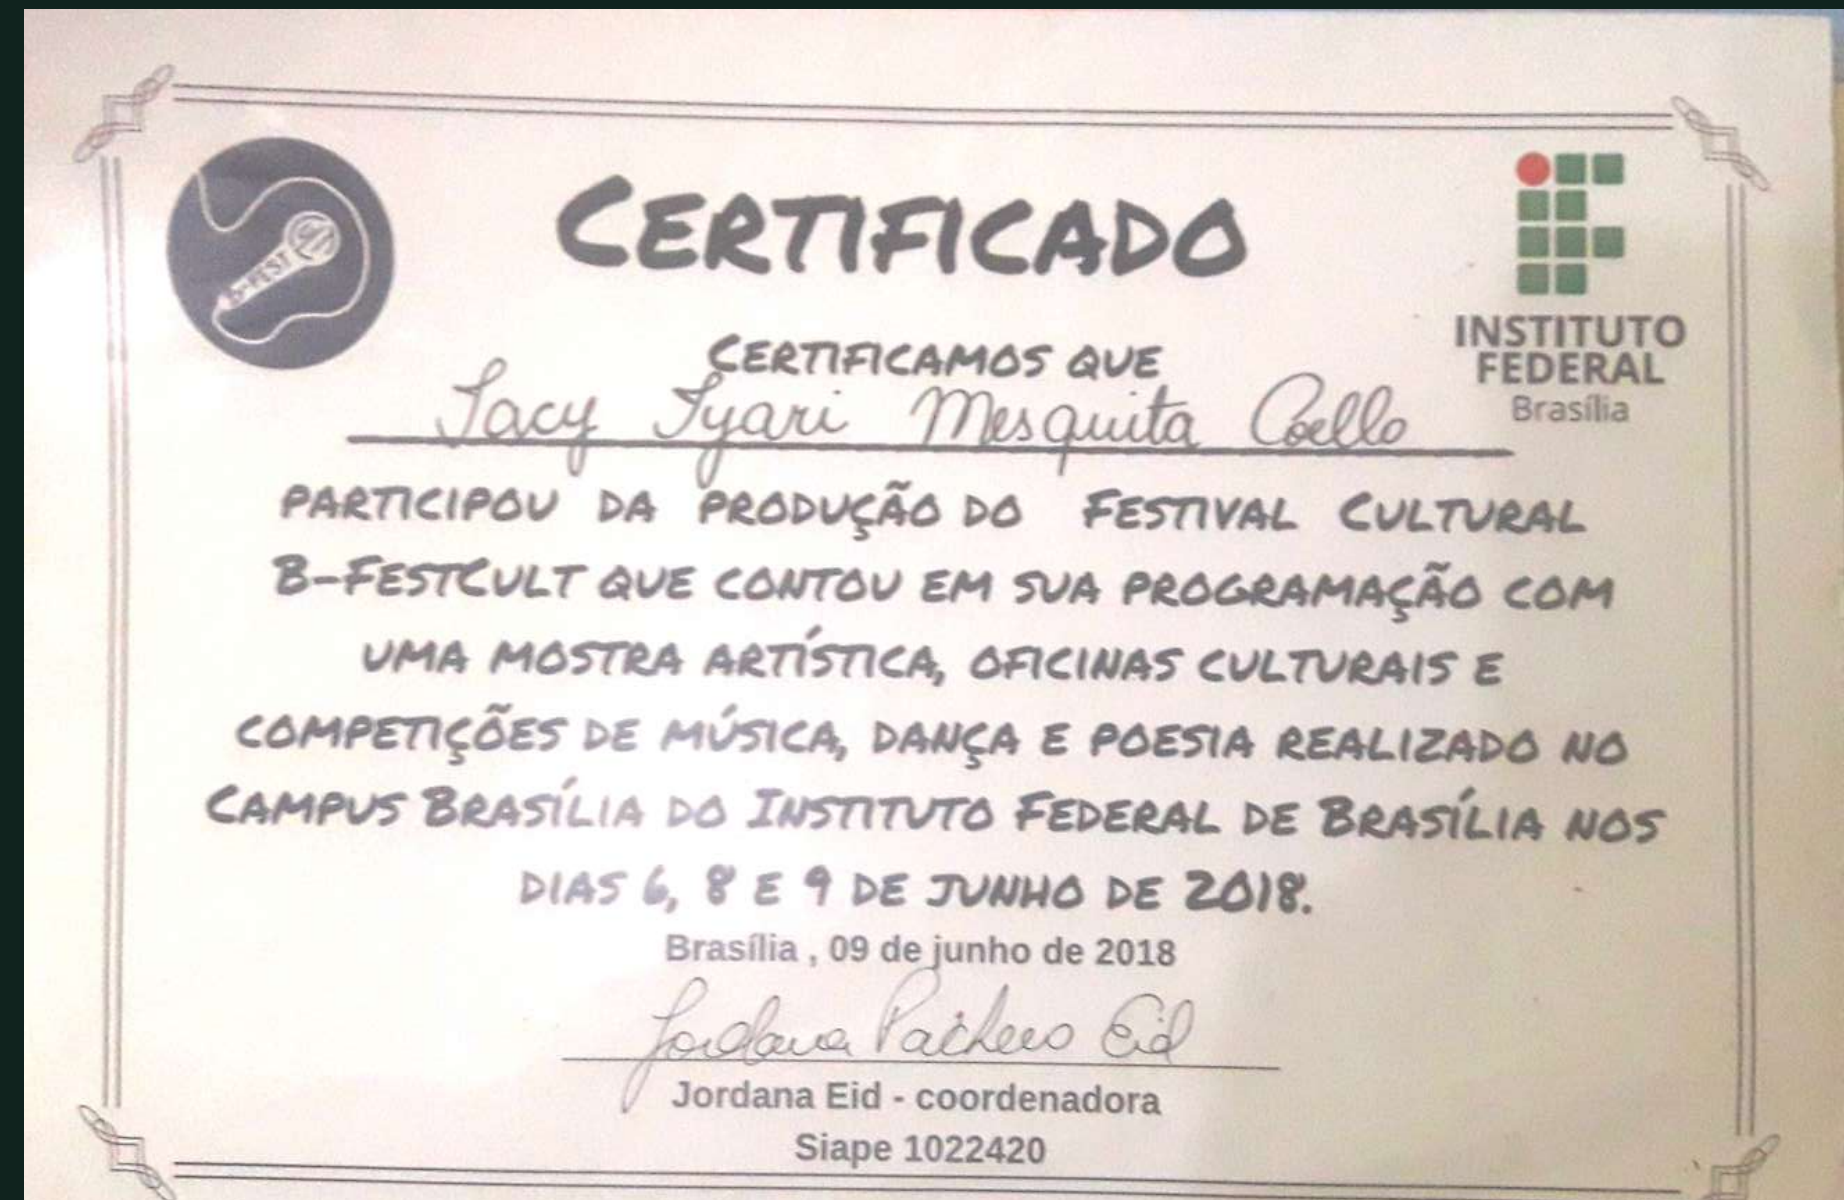 CERTIFICADO
B-FEST
INSTITUTO
FEDERAL
Brasília
CERTIFICAMOS QUE
Jacy Iyari Mesquita Coello
PARTICIPOU DA PRODUÇÃO DO FESTIVAL CULTURAL
B-FESTCULT QUE CONTOU EM SUA PROGRAMAÇÃO COM
UMA MOSTRA ARTÍSTICA, OFICINAS CULTURAIS E
COMPETIÇÕES DE MÚSICA, DANÇA E POESIA REALIZADO NO
CAMPUS BRASÍLIA DO INSTITUTO FEDERAL DE BRASÍLIA NOS
DIAS 6, 8 E 9 DE JUNHO DE 2018.
Brasília , 09 de junho de 2018
Jordana Pacheco Eid
Jordana Eid - coordenadora
Siape 1022420